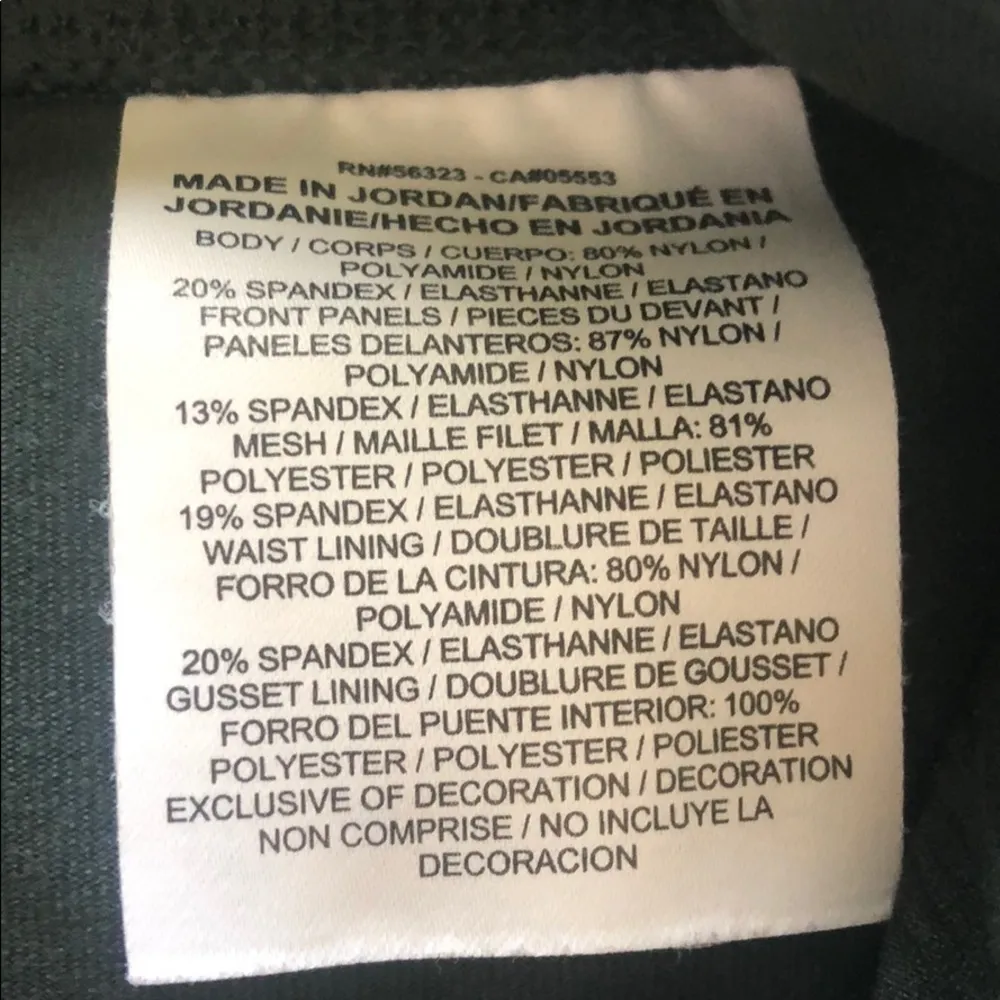 RN#56323 - CA#05553
MADE IN JORDAN/FABRIQUÉ EN
JORDANIE/HECHO EN JORDANIA
BODY / CORPS / CUERPO: 80% NYLON /
POLYAMIDE / NYLON
20% SPANDEX / ELASTHANNE / ELASTANO
FRONT PANELS / PIECES DU DEVANT /
PANELES DELANTEROS: 87% NYLON /
POLYAMIDE / NYLON
13% SPANDEX / ELASTHANNE / ELASTANO
MESH / MAILLE FILET / MALLA: 81%
POLYESTER / POLYESTER / POLIESTER
19% SPANDEX / ELASTHANNE / ELASTANO
WAIST LINING / DOUBLURE DE TAILLE /
FORRO DE LA CINTURA: 80% NYLON /
POLYAMIDE / NYLON
20% SPANDEX / ELASTHANNE / ELASTANO
GUSSET LINING / DOUBLURE DE GOUSSET /
FORRO DEL PUENTE INTERIOR: 100%
POLYESTER / POLYESTER / POLIESTER
EXCLUSIVE OF DECORATION / DECORATION
NON COMPRISE / NO INCLUYE LA
DECORACION